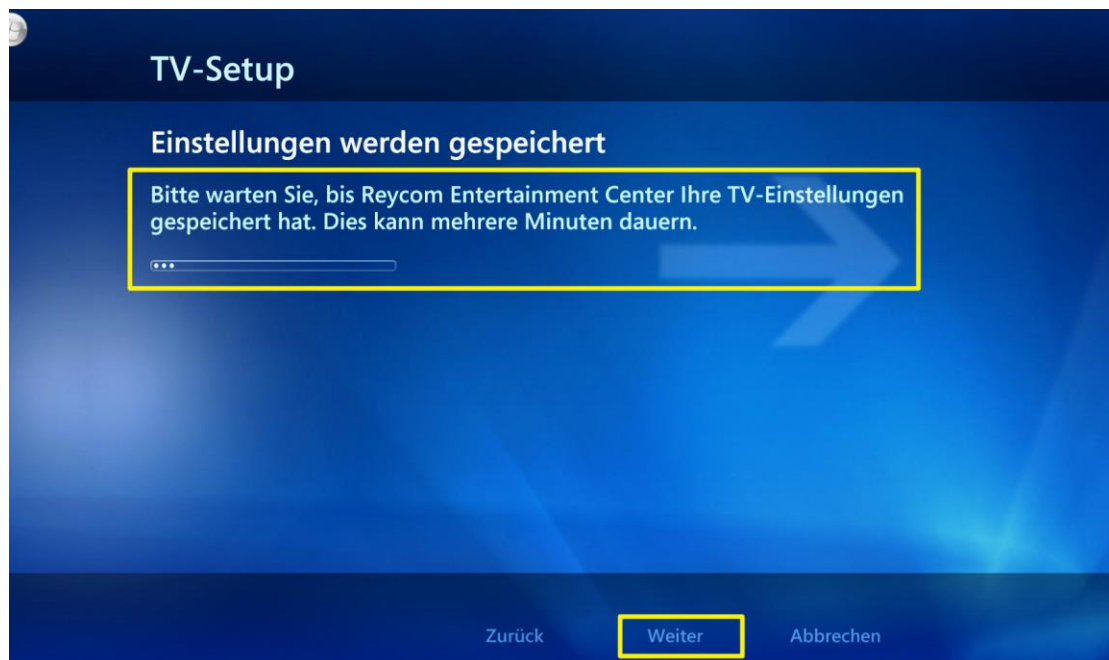 TV-Setup
Einstellungen werden gespeichert
Bitte warten Sie, bis Reycom Entertainment Center Ihre TV-Einstellungen
gespeichert hat. Dies kann mehrere Minuten dauern.
Zurück Weiter Abbrechen